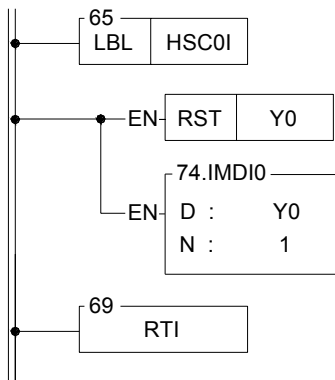 65
LBL HSC0I
EN RST Y0
74.IMDI0
EN D : Y0
N : 1
69
RTI